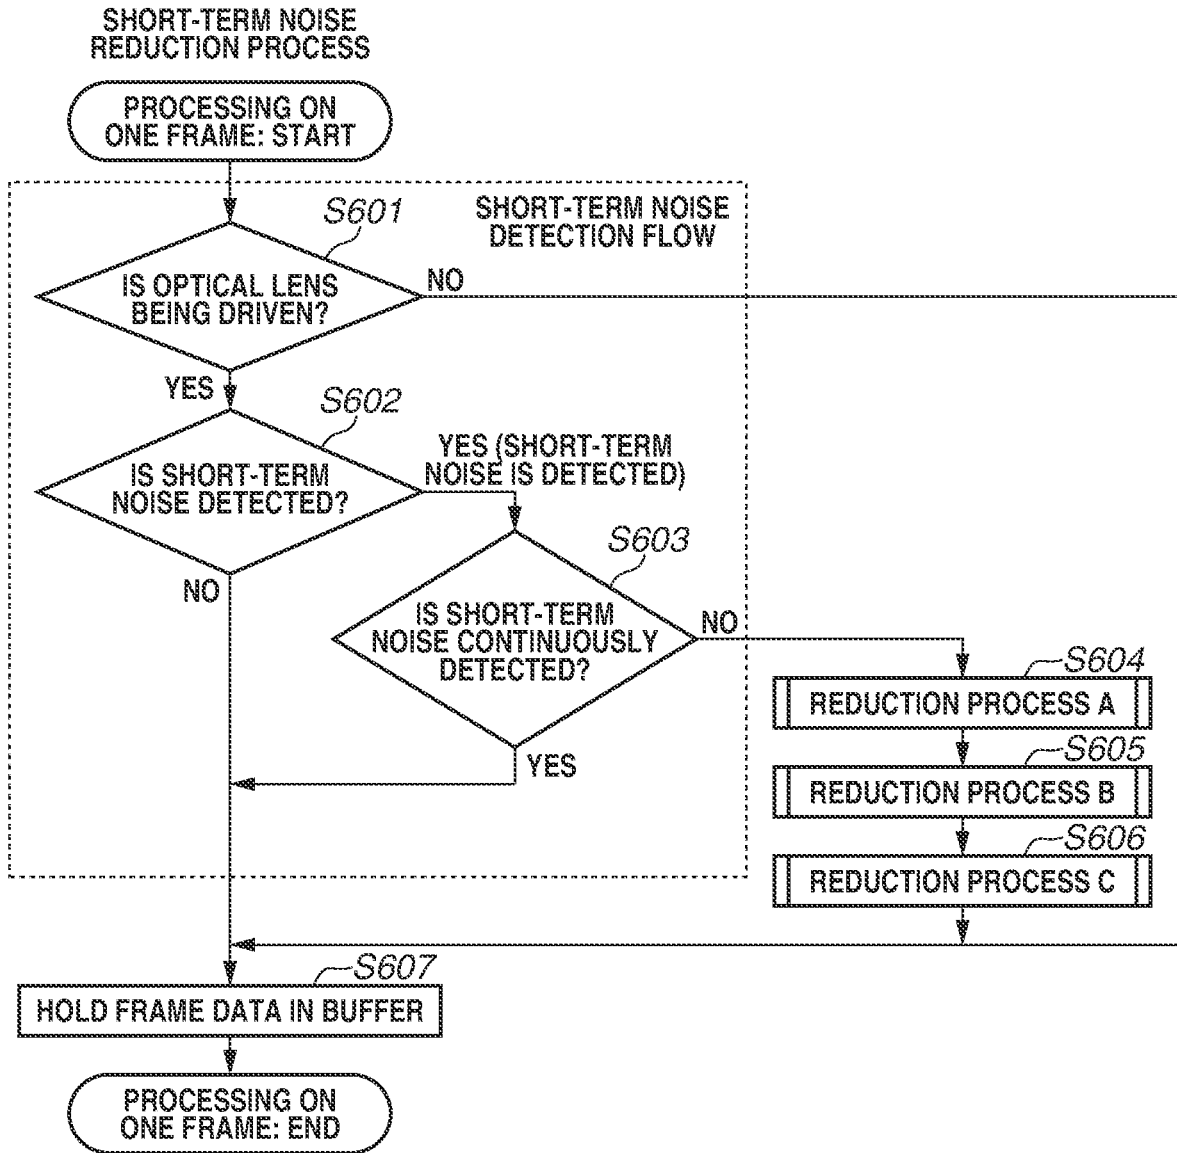 SHORT-TERM NOISE
REDUCTION PROCESS
PROCESSING ON
ONE FRAME: START
SHORT-TERM NOISE
DETECTION FLOW
S601
IS OPTICAL LENS
BEING DRIVEN?
NO
YES
S602
IS SHORT-TERM
NOISE DETECTED?
YES (SHORT-TERM
NOISE IS DETECTED)
NO
S603
IS SHORT-TERM
NOISE CONTINUOUSLY
DETECTED?
NO
YES
S604
REDUCTION PROCESS A
S605
REDUCTION PROCESS B
S606
REDUCTION PROCESS C
S607
HOLD FRAME DATA IN BUFFER
PROCESSING ON
ONE FRAME: END